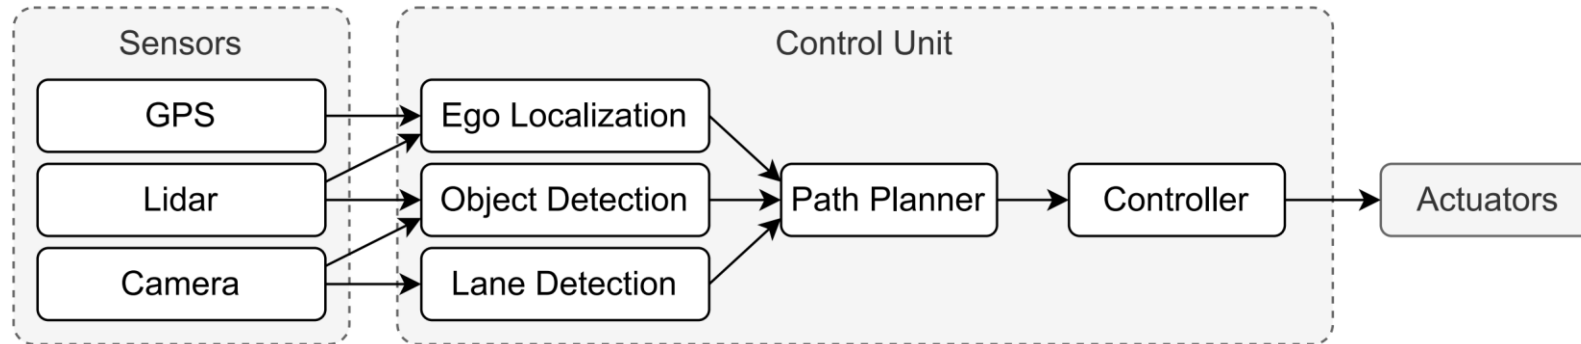 Sensors
Control Unit
GPS
Ego Localization
Lidar
Object Detection
Path Planner
Controller
Actuators
Camera
Lane Detection